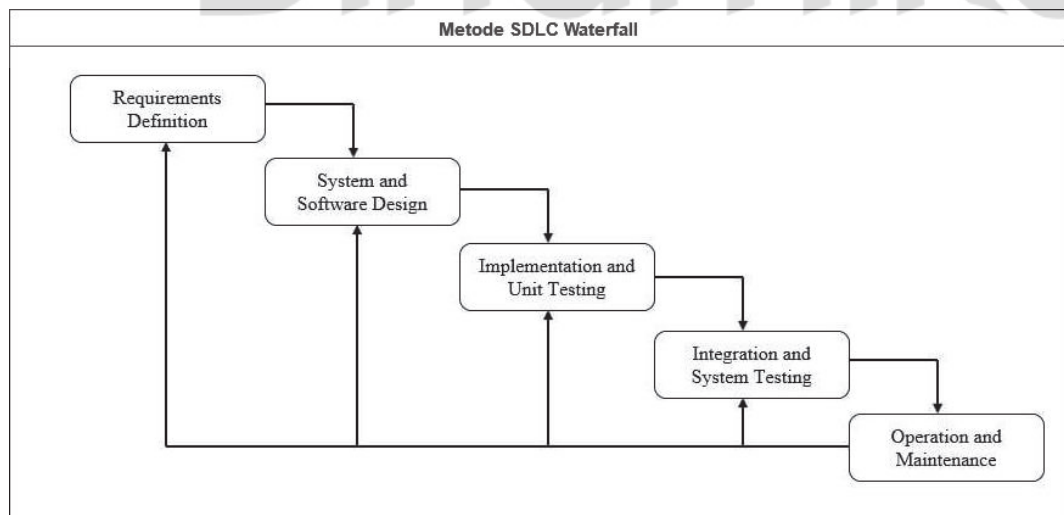 Metode SDLC Waterfall
Requirements
Definition
System and
Software Design
Implementation and
Unit Testing
Integration and
System Testing
Operation and
Maintenance